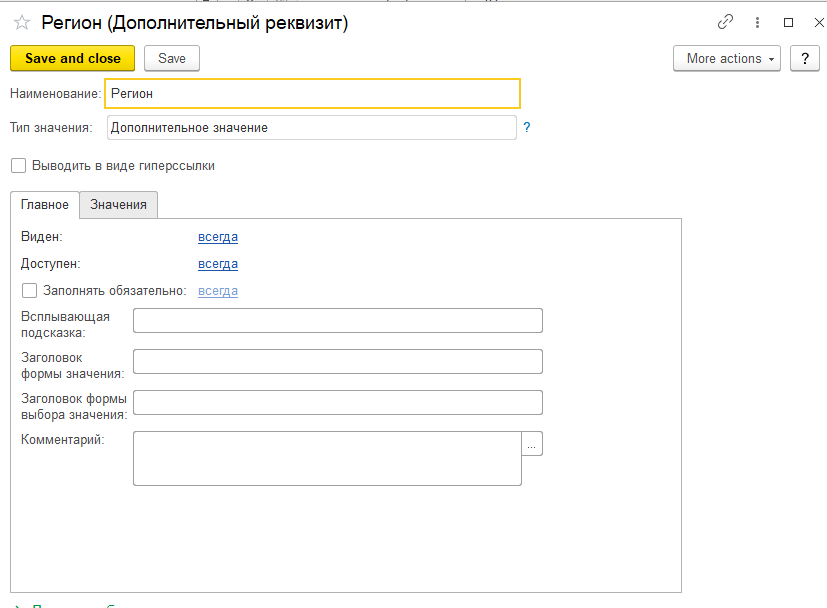 Регион (Дополнительный реквизит)
Save and close
Save
More actions
?
Наименование:
Регион
Тип значения:
Дополнительное значение
?
Выводить в виде гиперссылки
Главное
Значения
Виден:
всегда
Доступен:
всегда
Заполнять обязательно:
всегда
Всплывающая
подсказка:
Заголовок
формы значения:
Заголовок формы
выбора значения:
Комментарий:
...